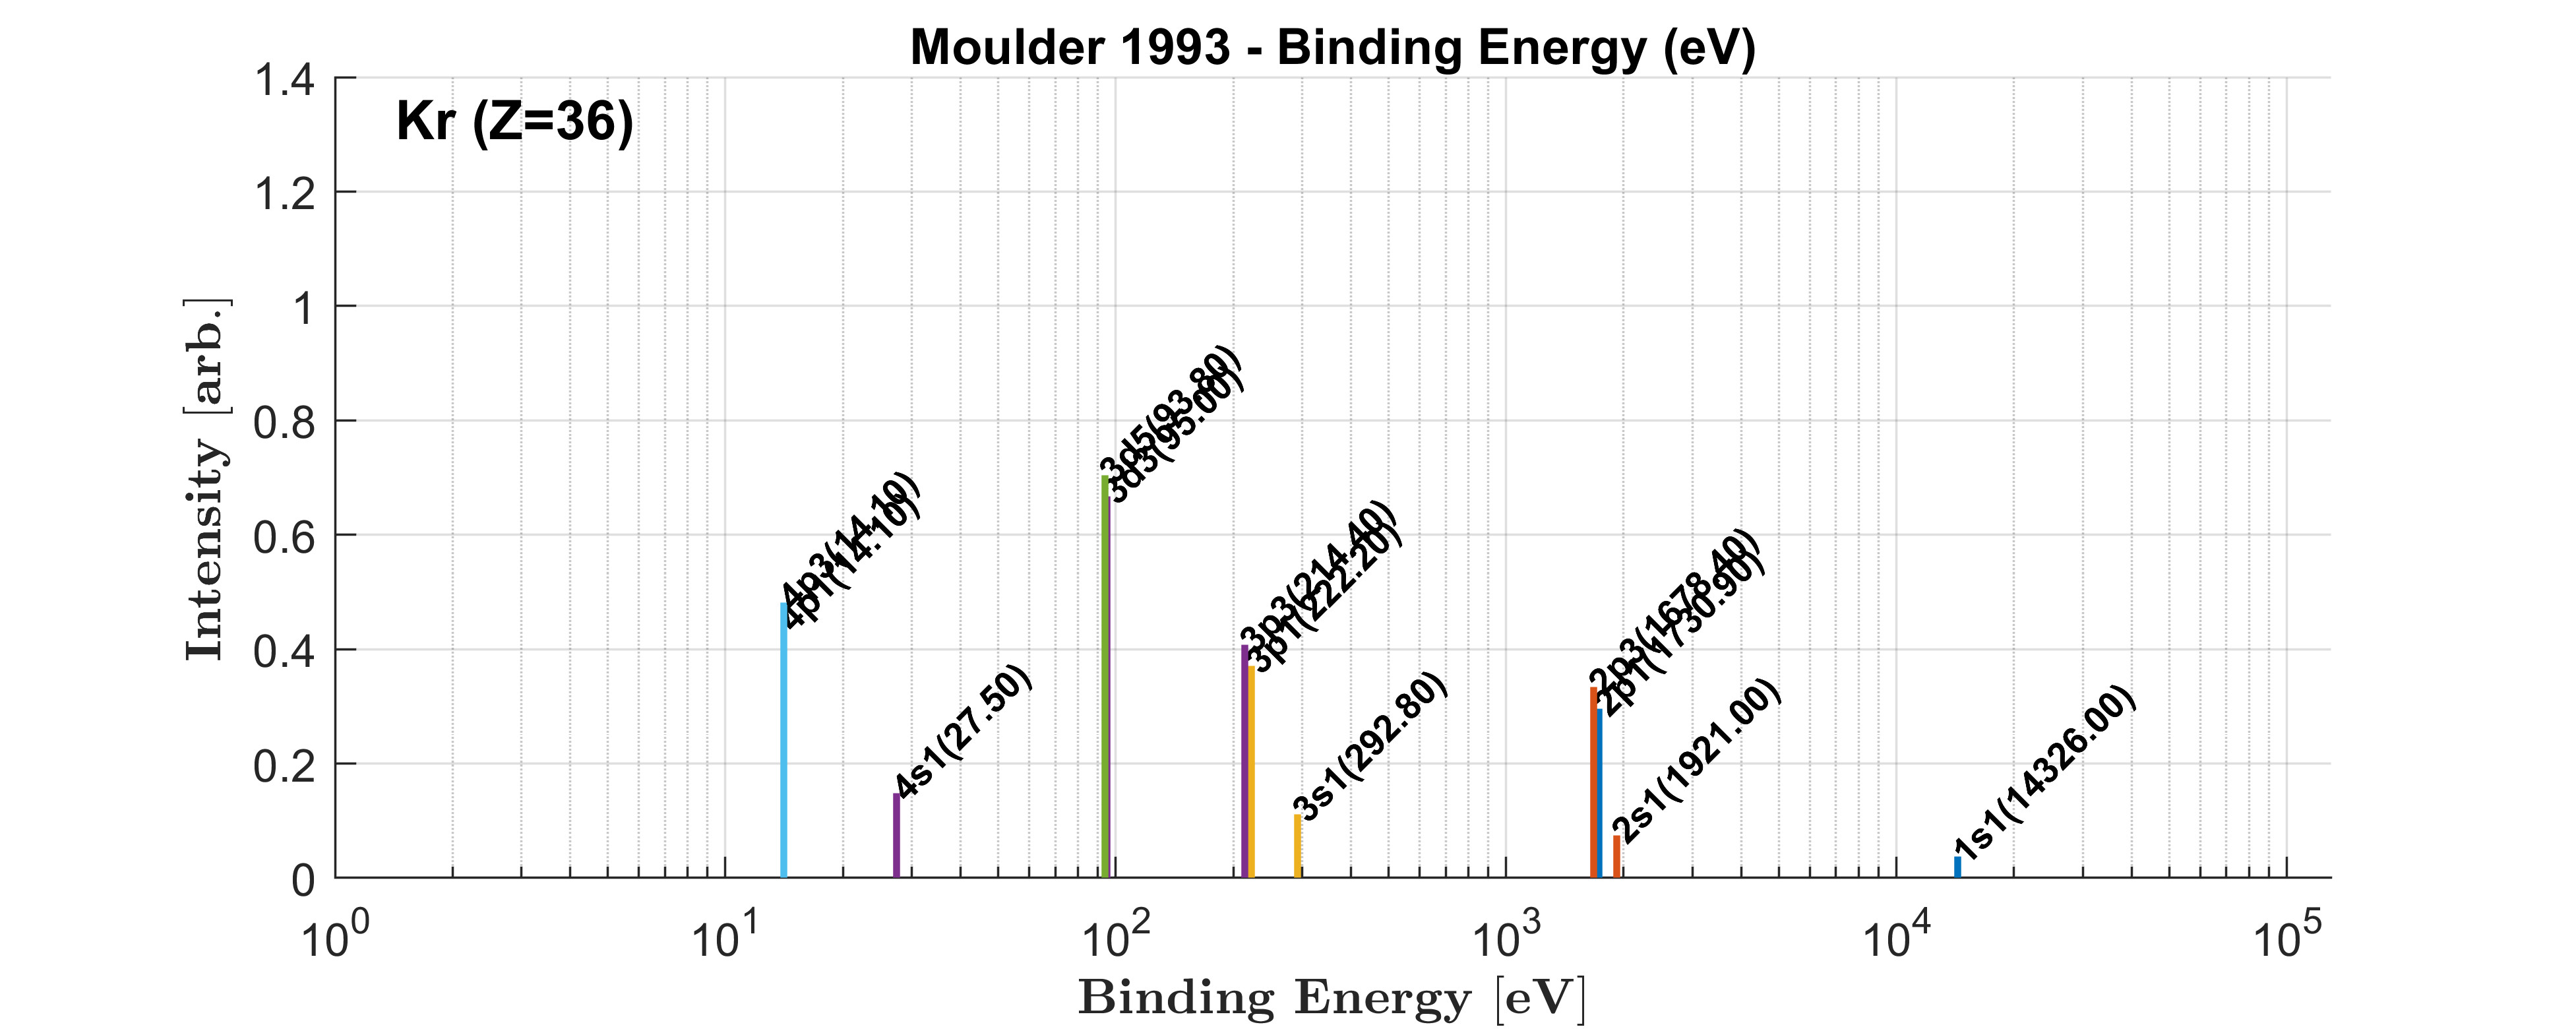 Moulder 1993 - Binding Energy (eV)
Kr (Z=36)
1.4
1.2
1
0.8
0.6
0.4
0.2
0
Intensity [arb.]
4p3(14.10)
4p1(14.10)
4s1(27.50)
3d5(93.80)
3d3(95.00)
3p3(214.40)
3p1(222.20)
3s1(292.80)
2p3(1678.40)
2p1(1730.90)
2s1(1921.00)
1s1(14326.00)
10^0
10^1
10^2
10^3
10^4
10^5
Binding Energy [eV]